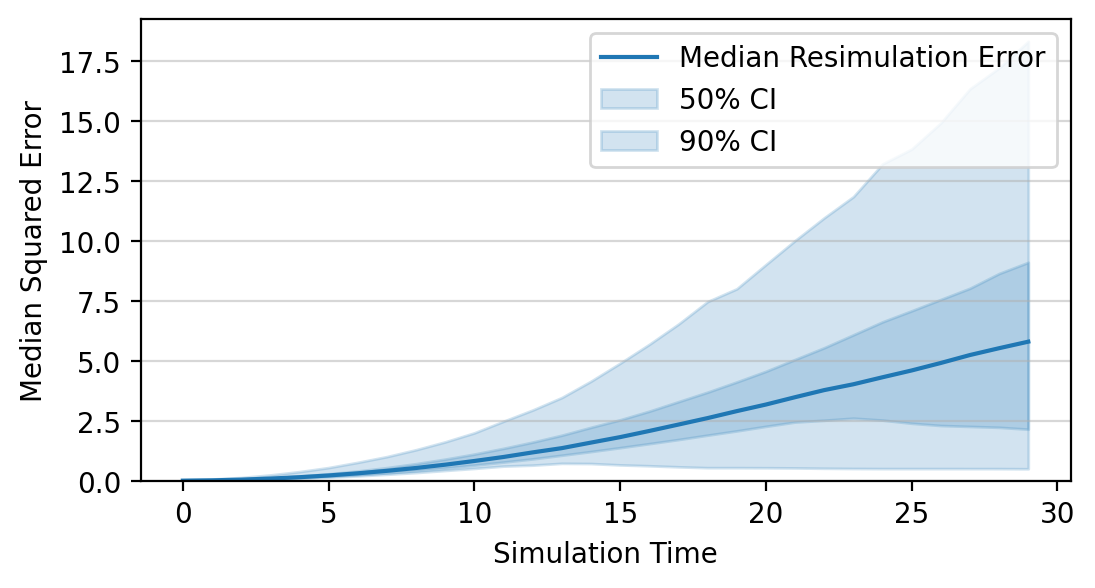 17.5
15.0
12.5
10.0
7.5
5.0
2.5
0.0
Median Squared Error
Median Resimulation Error
50% CI
90% CI
0 5 10 15 20 25 30
Simulation Time